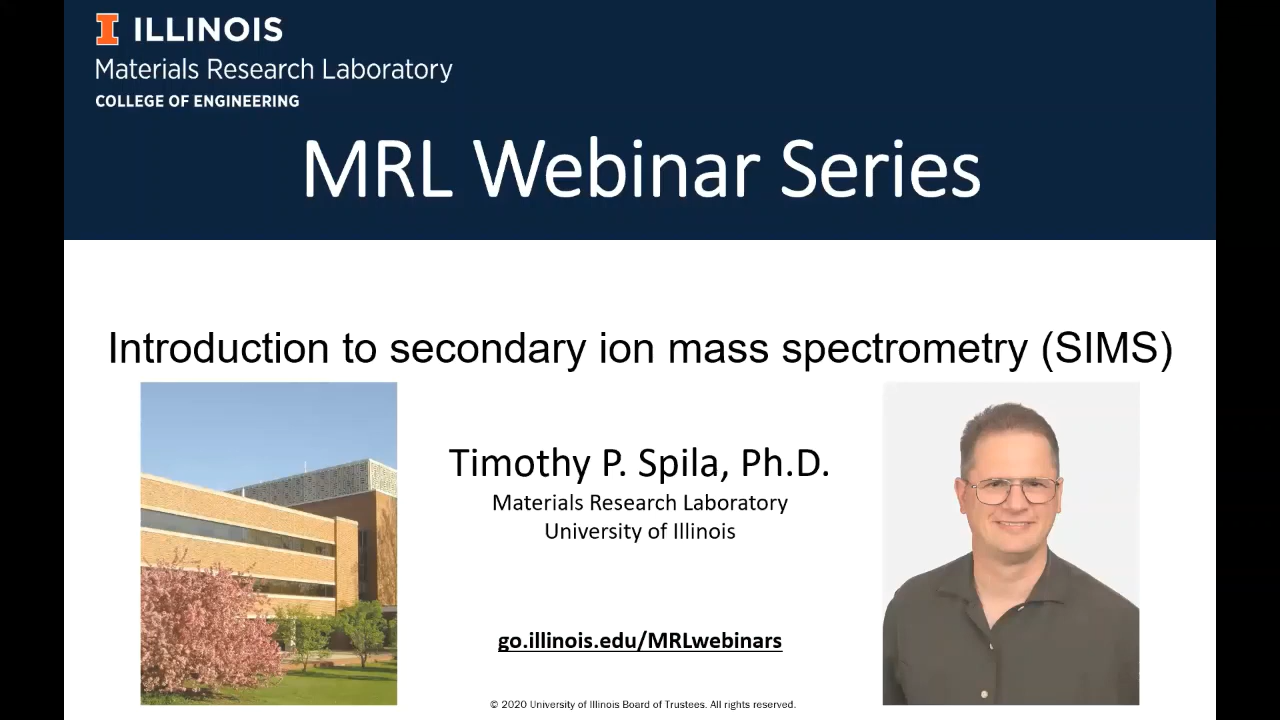 ILLINOIS
Materials Research Laboratory
COLLEGE OF ENGINEERING
MRL Webinar Series
Introduction to secondary ion mass spectrometry (SIMS)
Timothy P. Spila, Ph.D.
Materials Research Laboratory
University of Illinois
go.illinois.edu/MRLwebinars
© 2020 University of Illinois Board of Trustees. All rights reserved.